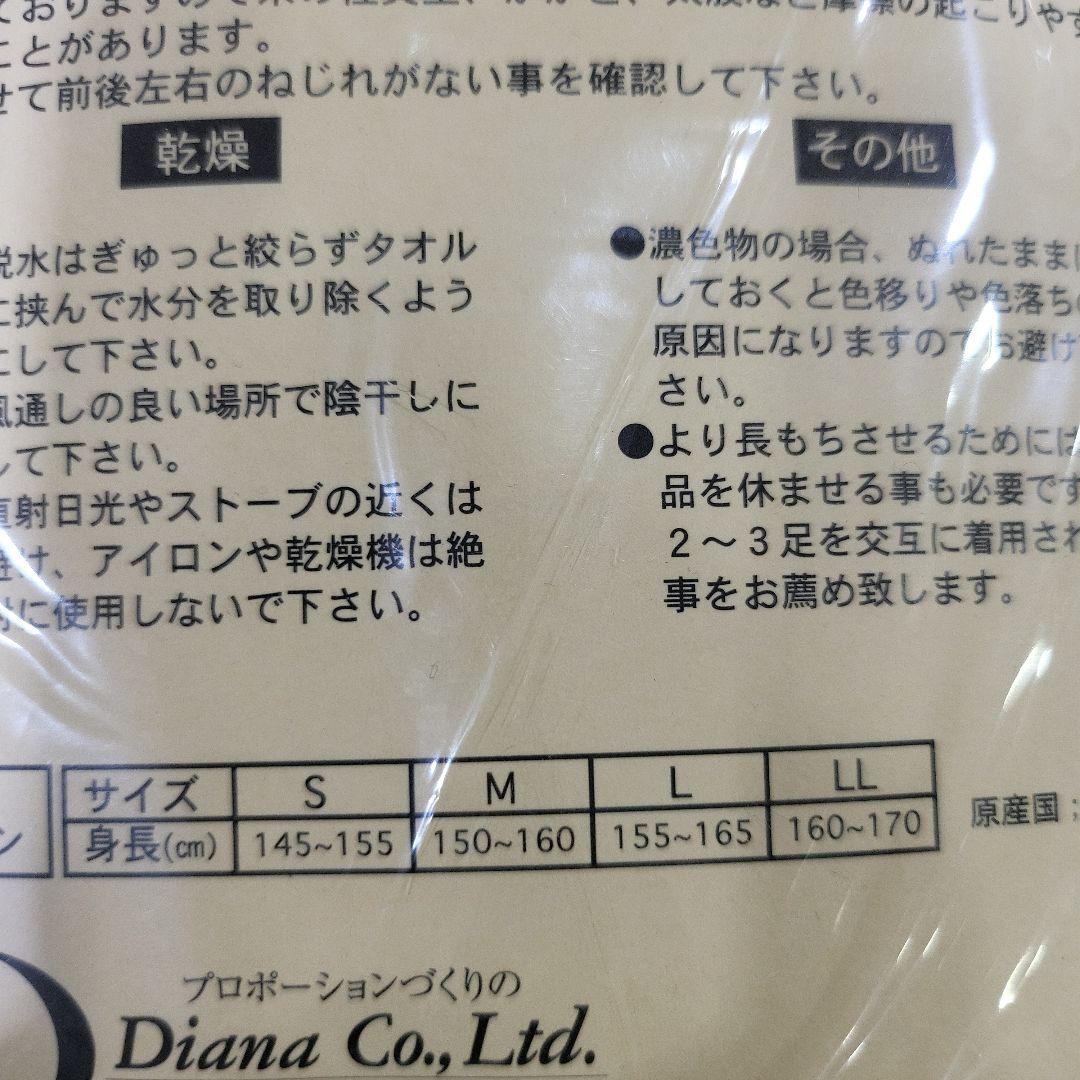 ことがあります。
せて前後左右のねじれがない事を確認して下さい。
乾燥
脱水はぎゅっと絞らずタオル
に挟んで水分を取り除くよう
にして下さい。
風通しの良い場所で陰干しに
して下さい。
直射日光やストーブの近くは
避け、アイロンや乾燥機は絶
対に使用しないで下さい。
その他
●濃色物の場合、ぬれたままに
しておくと色移りや色落ちの
原因になりますのでお避け
さい。
●より長もちさせるためには
品を休ませる事も必要です
2～3足を交互に着用され
事をお薦め致します。
ン
サイズ S M L LL
身長(cm) 145~155 150~160 155~165 160~170
原産国:
プロポーションづくりの
Diana Co., Ltd.